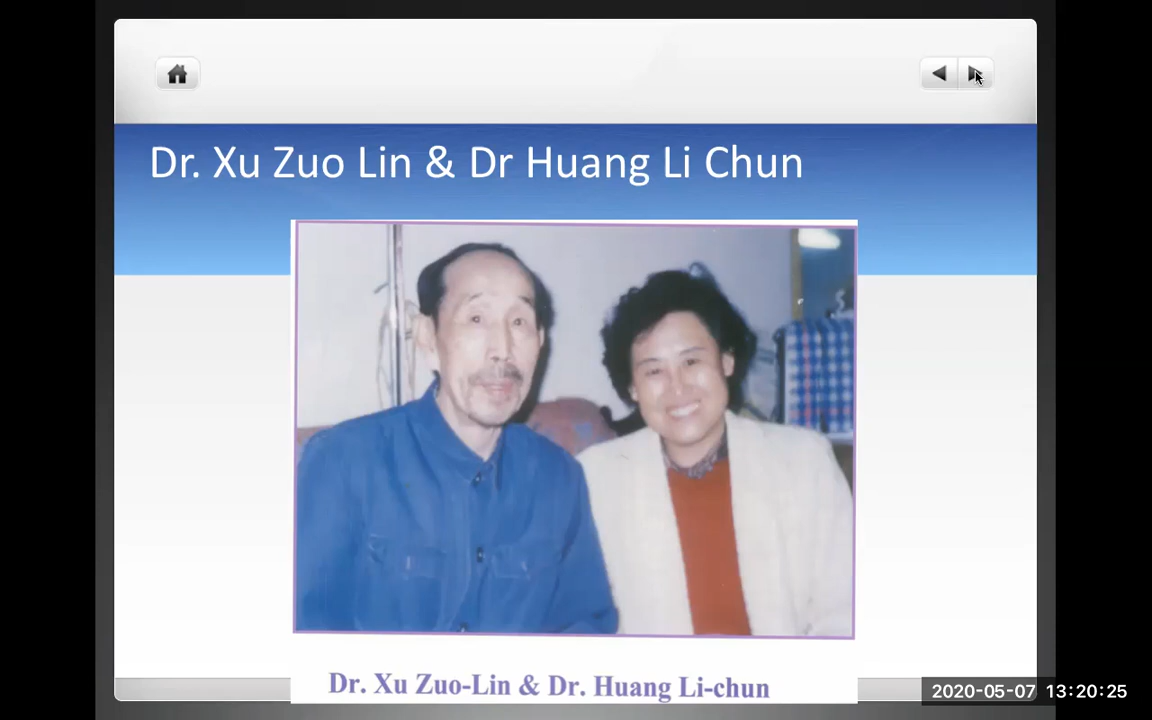 Dr. Xu Zuo Lin & Dr Huang Li Chun
Dr. Xu Zuo-Lin & Dr. Huang Li-chun
2020-05-07 13:20:25